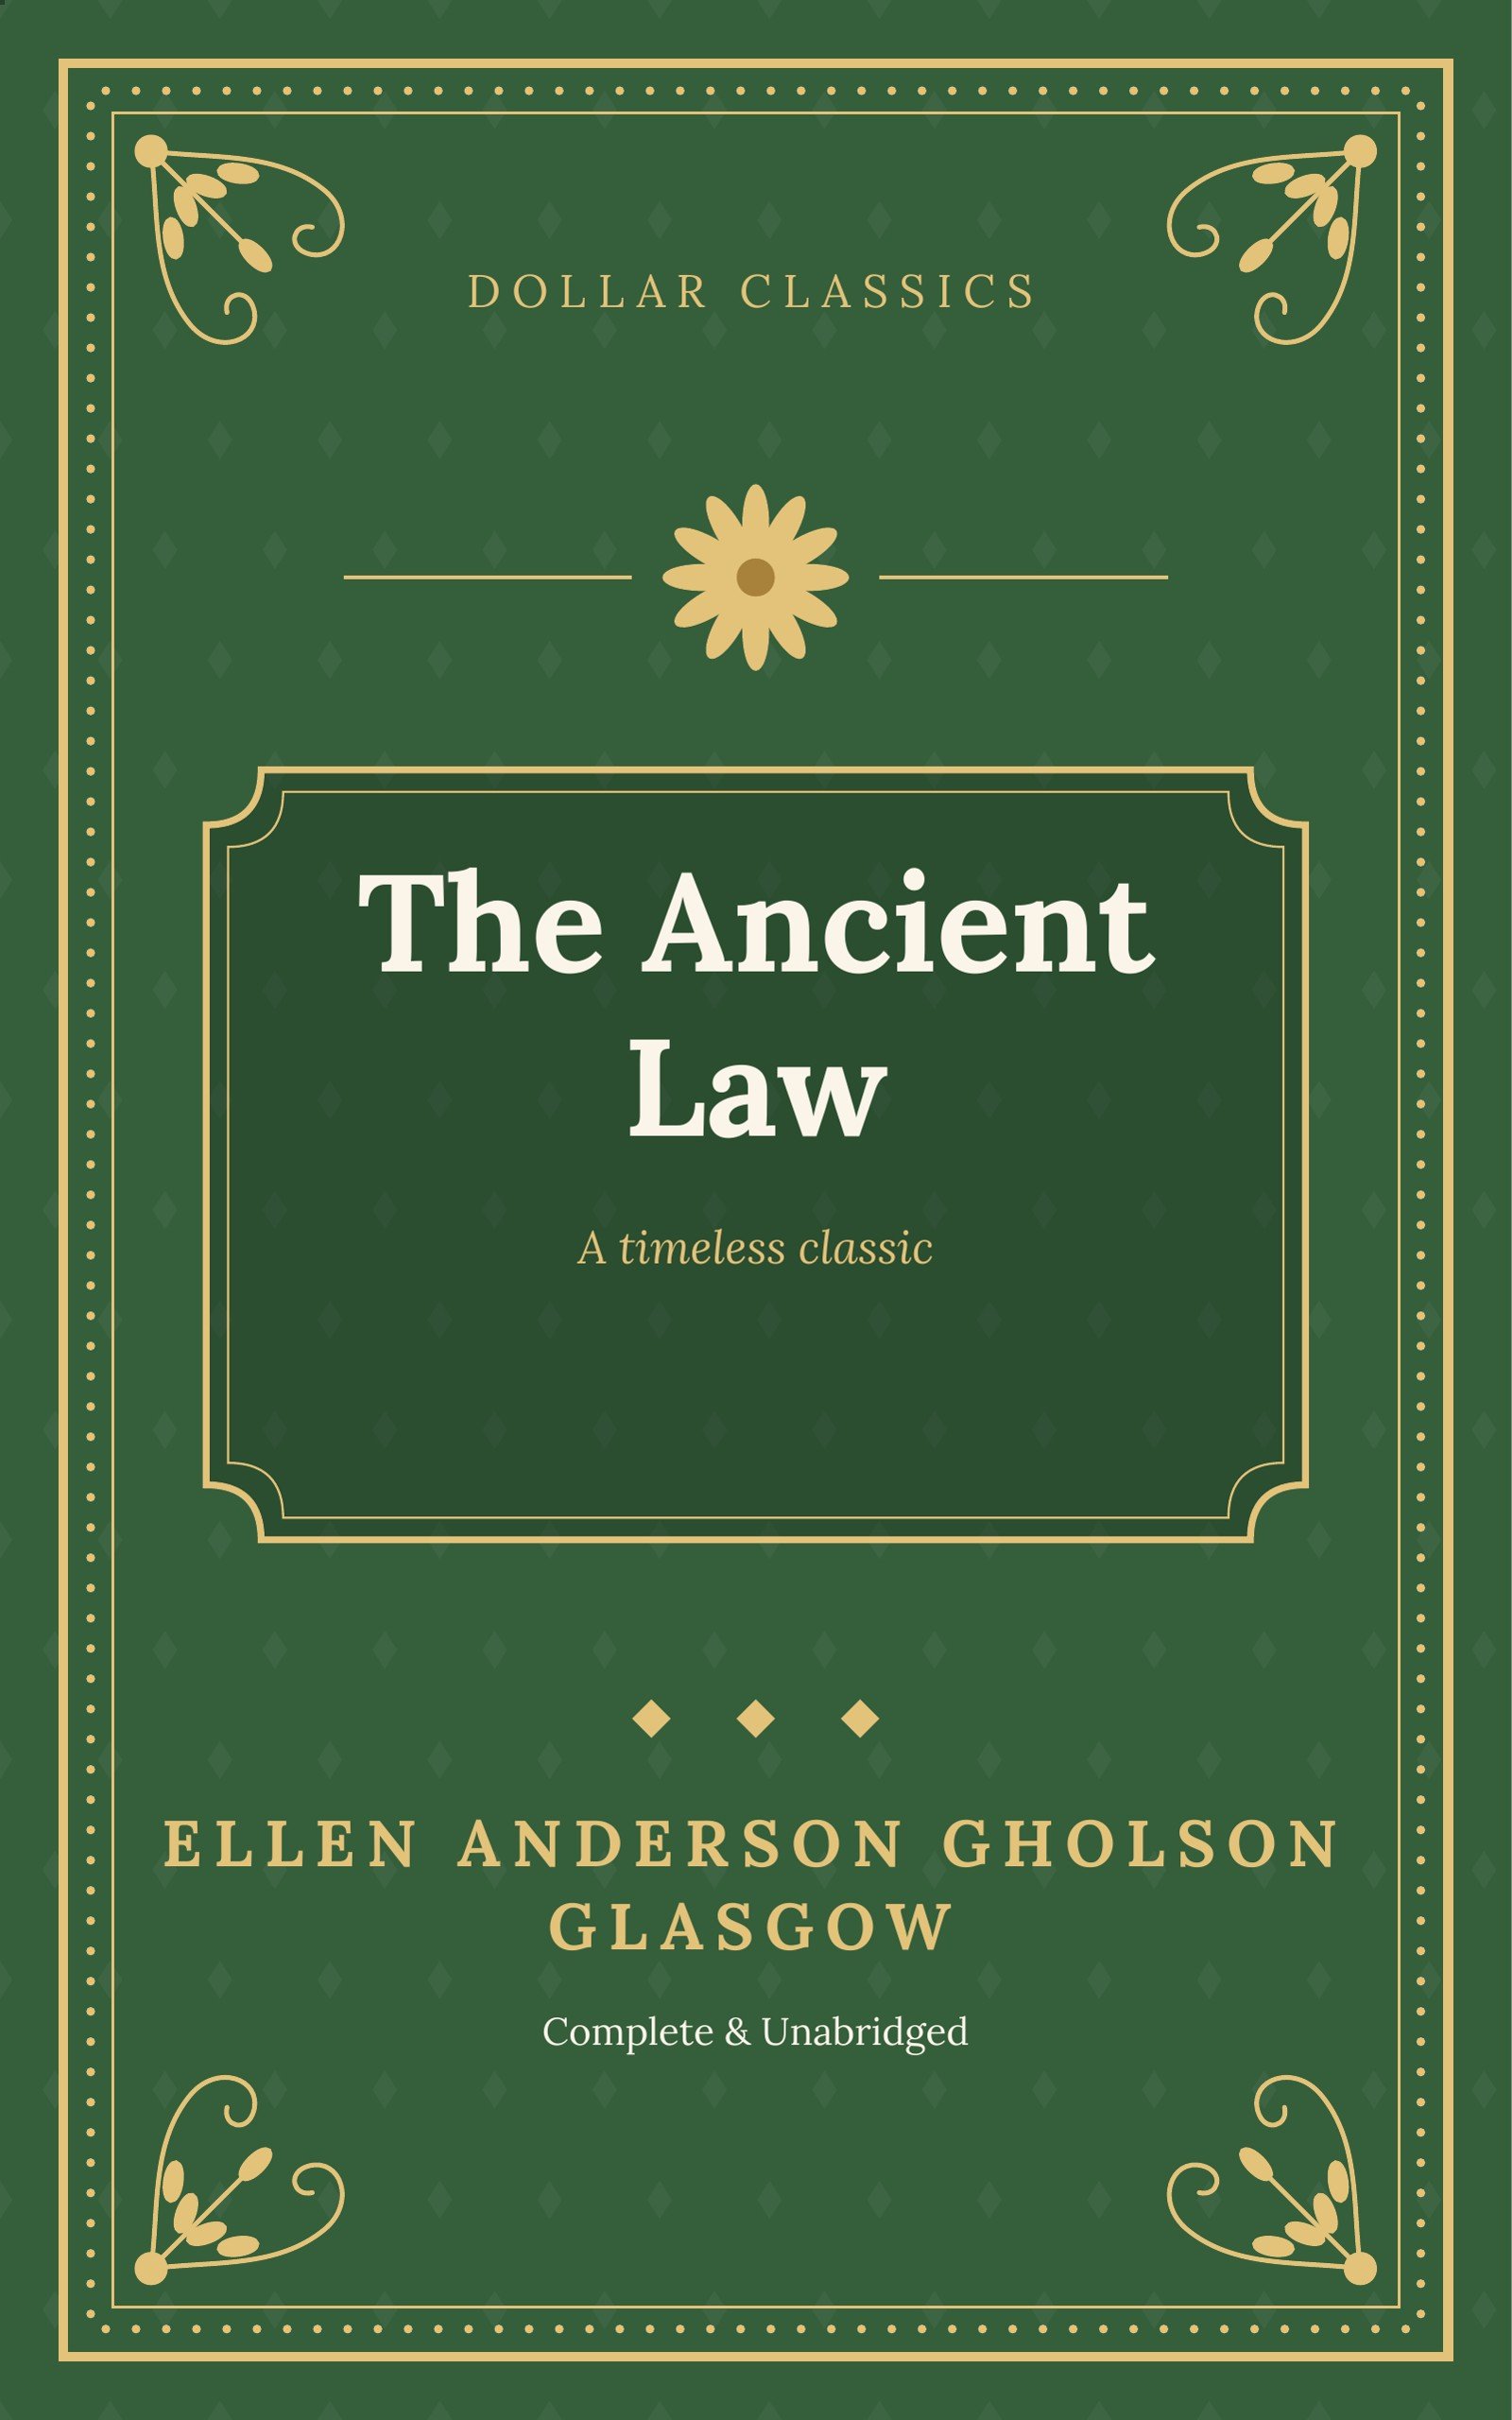 DOLLAR CLASSICS
The Ancient
Law
A timeless classic
ELLEN ANDERSON GHOLSON
GLASGOW
Complete & Unabridged